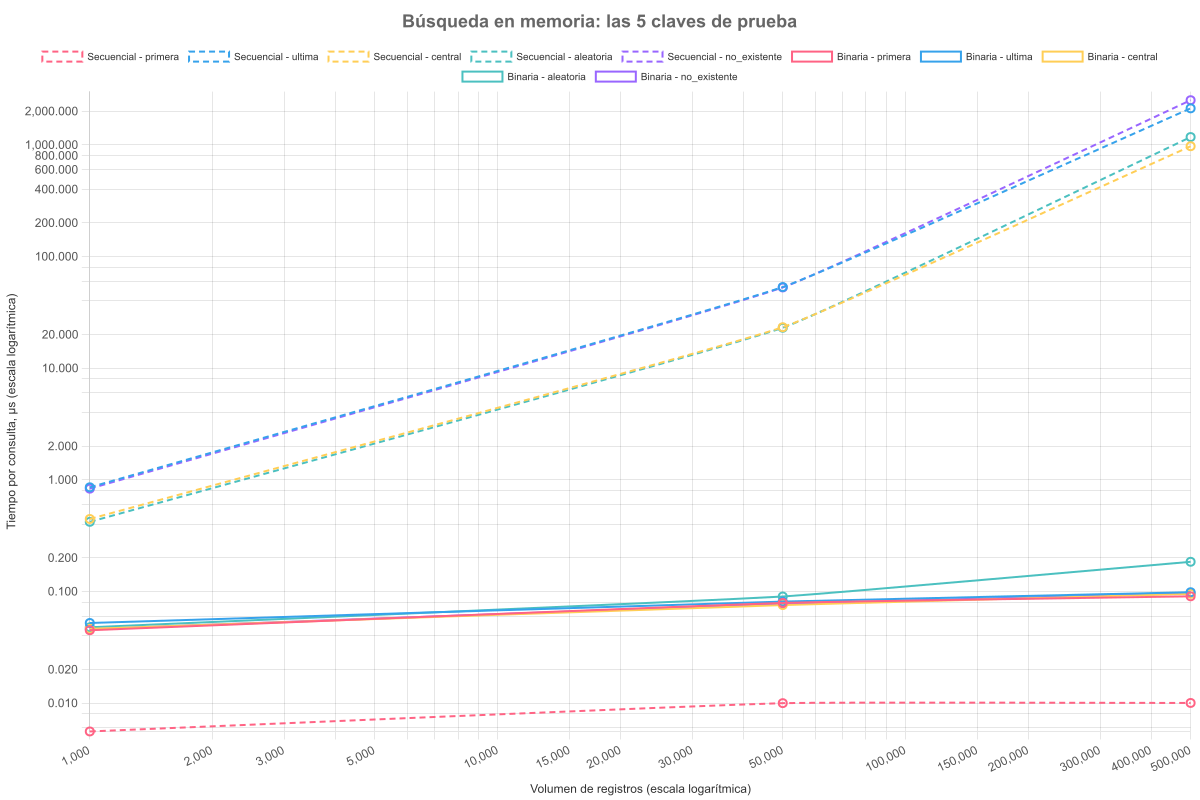 Búsqueda en memoria: las 5 claves de prueba
Secuencial - primera Secuencial - ultima Secuencial - central Secuencial - aleatoria Secuencial - no_existente Binaria - primera Binaria - ultima Binaria - central
Binaria - aleatoria Binaria - no_existente
Tiempo por consulta, µs (escala logarítmica)
2,000.000
1,000.000
800.000
600.000
400.000
200.000
100.000
20.000
10.000
2.000
1.000
0.200
0.100
0.020
0.010
1,000 2,000 3,000 5,000 10,000 15,000 20,000 30,000 50,000 100,000 150,000 200,000 300,000 400,000 500,000
Volumen de registros (escala logarítmica)